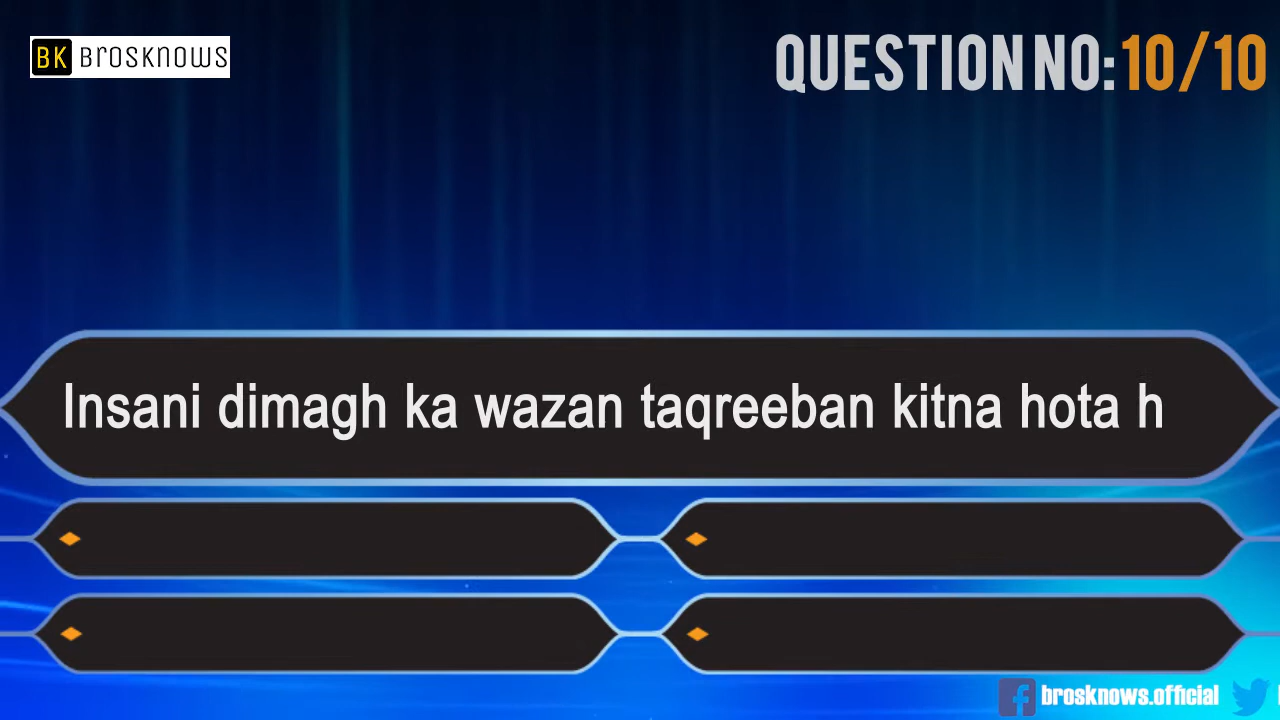 BK BROSKNOWS
QUESTION NO: 10/10
Insani dimagh ka wazan taqreeban kitna hota h
brosknows.official